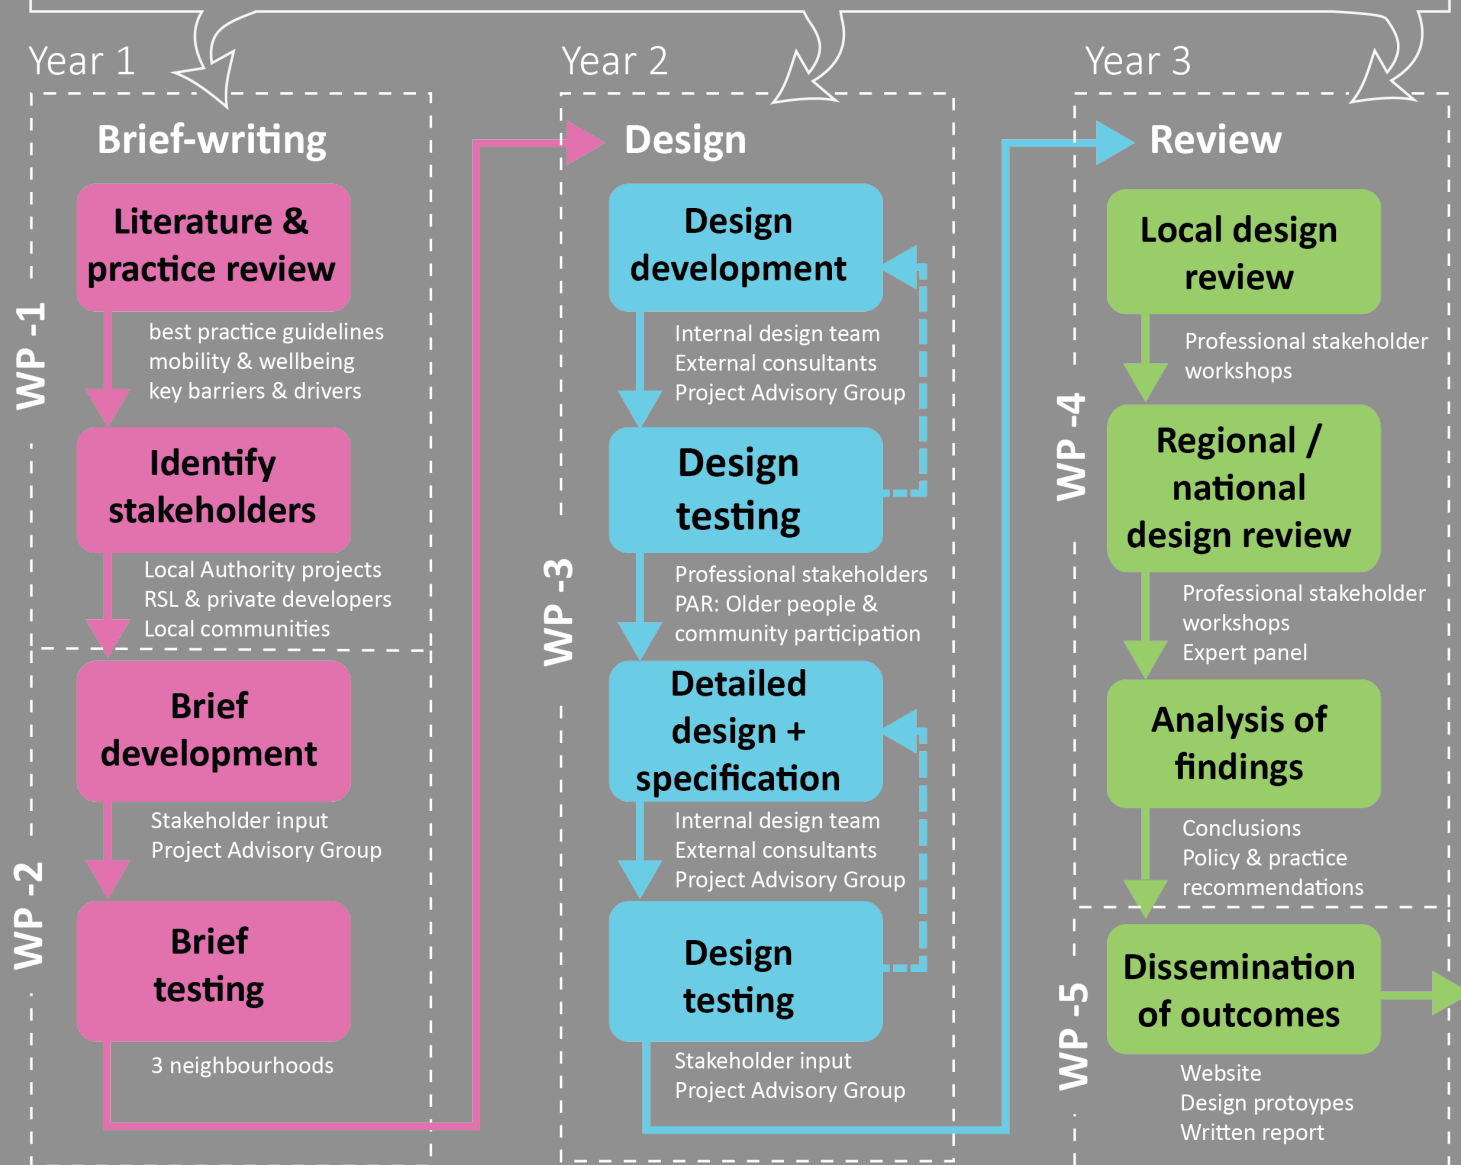 Year 1
Brief-writing
WP -1
Literature &
practice review
best practice guidelines
mobility & wellbeing
key barriers & drivers
Identify
stakeholders
Local Authority projects
RSL & private developers
Local communities
WP -2
Brief
development
Stakeholder input
Project Advisory Group
Brief
testing
3 neighbourhoods
Year 2
Design
WP -3
Design
development
Internal design team
External consultants
Project Advisory Group
Design
testing
Professional stakeholders
PAR: Older people &
community participation
Detailed
design +
specification
Internal design team
External consultants
Project Advisory Group
Design
testing
Stakeholder input
Project Advisory Group
Year 3
Review
WP -4
Local design
review
Professional stakeholder
workshops
Regional /
national
design review
Professional stakeholder
workshops
Expert panel
Analysis of
findings
Conclusions
Policy & practice
recommendations
WP -5
Dissemination
of outcomes
Website
Design protoypes
Written report